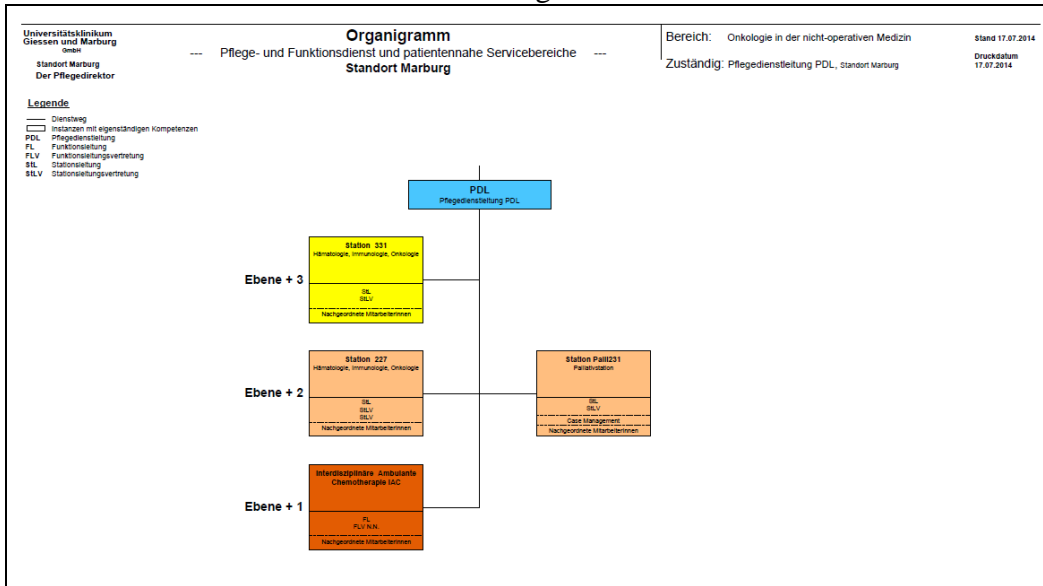 Universitätsklinikum
Giessen und Marburg
GmbH
Standort Marburg
Der Pflegedirektor
Organigramm
--- Pflege- und Funktionsdienst und patientennahe Servicebereiche ---
Standort Marburg
Bereich: Onkologie in der nicht-operativen Medizin
Zuständig: Pflegedienstleitung PDL, Standort Marburg
Stand 17.07.2014
Druckdatum
17.07.2014
Legende
Dienstweg
Instanzen mit eigenständigen Kompetenzen
PDL Pflegedienstleitung
FL Funktionsleitung
FLV Funktionsleitungsvertretung
StL Stationsleitung
StLV Stationsleitungsvertretung
PDL
Pflegedienstleitung PDL
Ebene + 3
Station 331
Hämatologie, Immunologie, Onkologie
StL
StLV
Nachgeordnete MitarbeiterInnen
Ebene + 2
Station 227
Hämatologie, Immunologie, Onkologie
StL
StLV
StLV
Nachgeordnete MitarbeiterInnen
Station Palli231
Palliativstation
StL
StLV
Case Management
Nachgeordnete MitarbeiterInnen
Ebene + 1
Interdisziplinäre Ambulante
Chemotherapie IAC
FL
FLV N.N.
Nachgeordnete MitarbeiterInnen